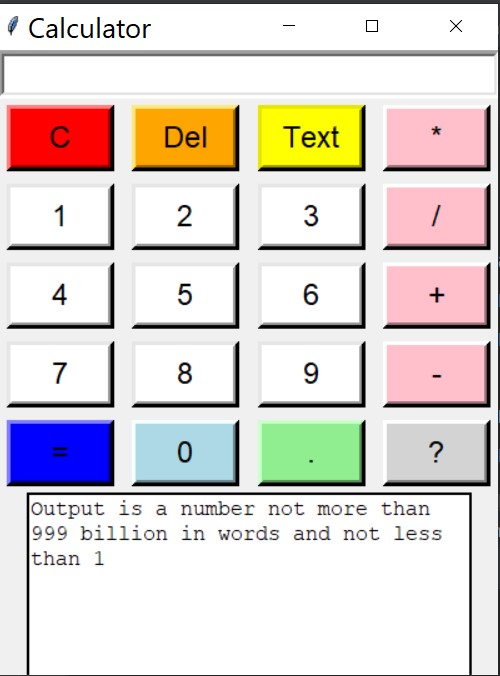 Calculator
C Del Text *
1 2 3 /
4 5 6 +
7 8 9 -
= 0 . ?
Output is a number not more than
999 billion in words and not less
than 1